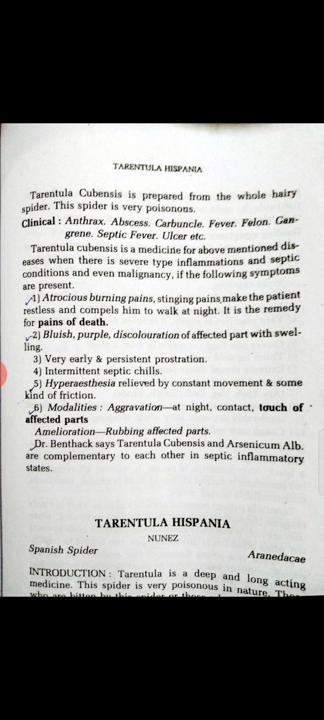 TARENTULA HISPANIA
Tarentula Cubensis is prepared from the whole hairy
spider. This spider is very poisonons.
Clinical : Anthrax. Abscess. Carbuncle. Fever. Felon. Gan-
grene. Septic Fever. Ulcer etc.
Tarentula cubensis is a medicine for above mentioned dis-
eases when there is severe type inflammations and septic
conditions and even malignancy, if the following symptoms
are present.
1) Atrocious burning pains, stinging pains, make the patient
restless and compels him to walk at night. It is the remedy
for pains of death.
2) Bluish, purple, discolouration of affected part with swel-
ling.
3) Very early & persistent prostration.
4) Intermittent septic chills.
5) Hyperaesthesia relieved by constant movement & some
kind of friction.
6) Modalities : Aggravation—at night, contact, touch of
affected parts
Amelioration—Rubbing affected parts.
Dr. Benthack says Tarentula Cubensis and Arsenicum Alb.
are complementary to each other in septic inflammatory
states.
TARENTULA HISPANIA
NUNEZ
Spanish Spider Aranedacae
INTRODUCTION : Tarentula is a deep and long acting
medicine. This spider is very poisonous in nature.
who are bitten by this spider or